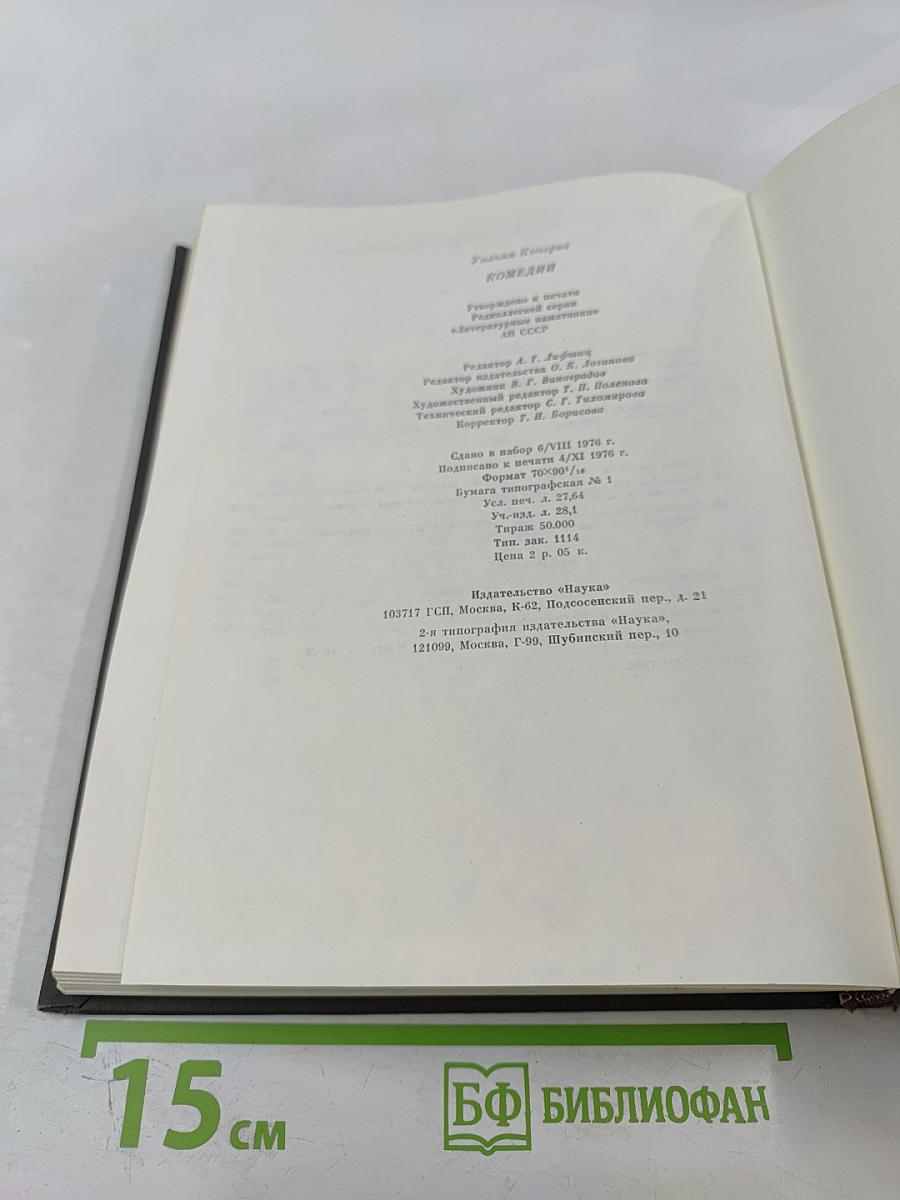 Уильям Конгрив
КОМЕДИИ
Утверждено к печати
Редколлегией серии
«Литературные памятники»
АН СССР
Редактор А. Т. Лифшиц
Редактор издательства О. К. Логинова
Художник В. Г. Виноградов
Художественный редактор Т. П. Поленова
Технический редактор С. Г. Тихомирова
Корректор Т. И. Борисова
Сдано в набор 6/VIII 1976 г.
Подписано к печати 4/XI 1976 г.
Формат 70×90¹/₁₆
Бумага типографская № 1
Усл. печ. л. 27,64
Уч.-изд. л. 28,1
Тираж 50.000
Тип. зак. 1114
Цена 2 р. 05 к.
Издательство «Наука»
103717 ГСП, Москва, К-62, Подсосенский пер., д. 21
2-я типография издательства «Наука»,
121099, Москва, Г-99, Шубинский пер., 10
15 см
БФ БИБЛИОФАН